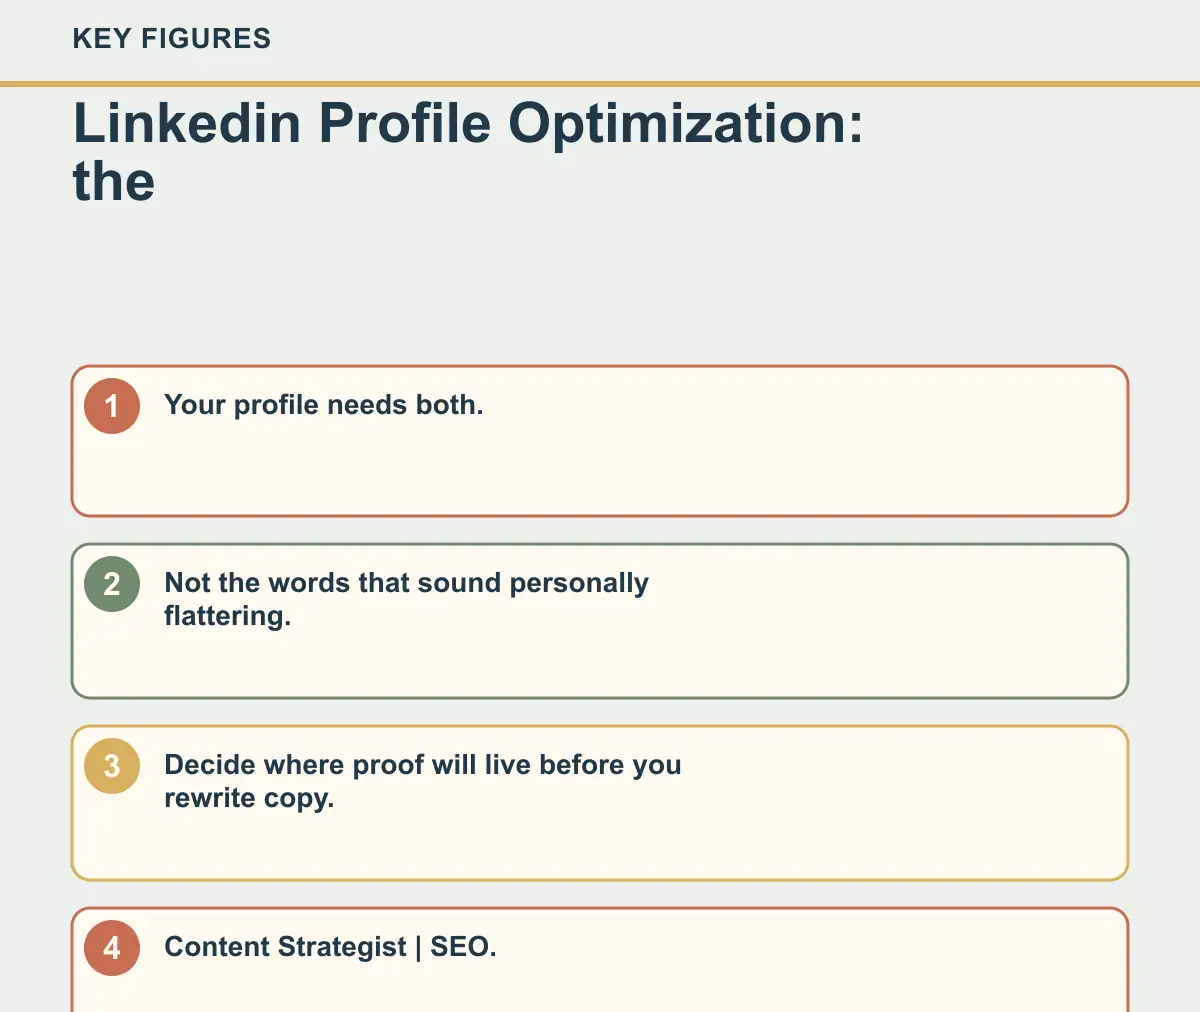 KEY FIGURES
Linkedin Profile Optimization:
the
1
Your profile needs both.
2
Not the words that sound personally
flattering.
3
Decide where proof will live before you
rewrite copy.
4
Content Strategist | SEO.